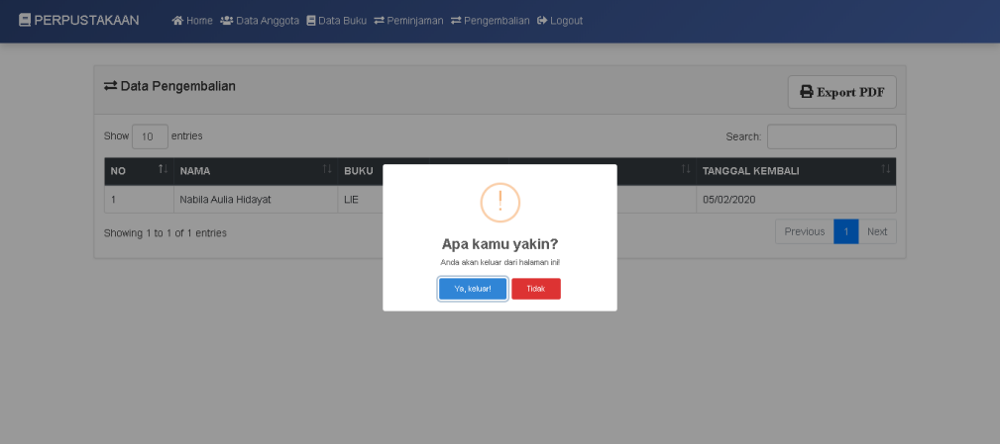 PERPUSTAKAAN Home Data Anggota Data Buku Peminjaman Pengembalian Logout
Data Pengembalian
Export PDF
Show 10 entries
Search:
NO NAMA BUKU TANGGAL KEMBALI
1 Nabila Aulia Hidayat LIE 05/02/2020
Showing 1 to 1 of 1 entries
Previous 1 Next
!
Apa kamu yakin?
Anda akan keluar dari halaman ini!
Ya, keluar! Tidak